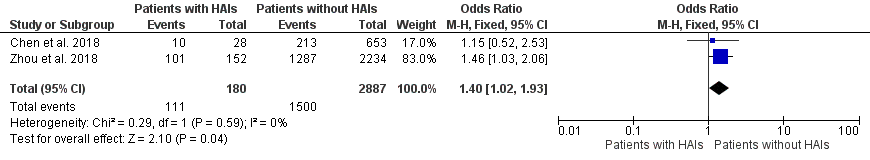 Patients with HAIs Patients without HAIs Odds Ratio Odds Ratio
Study or Subgroup Events Total Events Total Weight M-H, Fixed, 95% CI M-H, Fixed, 95% CI
Chen et al. 2018 10 28 213 653 17.0% 1.15 [0.52, 2.53]
Zhou et al. 2018 101 152 1287 2234 83.0% 1.46 [1.03, 2.06]
Total (95% CI) 180 2887 100.0% 1.40 [1.02, 1.93]
Total events 111 1500
Heterogeneity: Chi² = 0.29, df = 1 (P = 0.59); I² = 0%
Test for overall effect: Z = 2.10 (P = 0.04)
0.01 0.1 1 10 100
Patients with HAIs Patients without HAIs